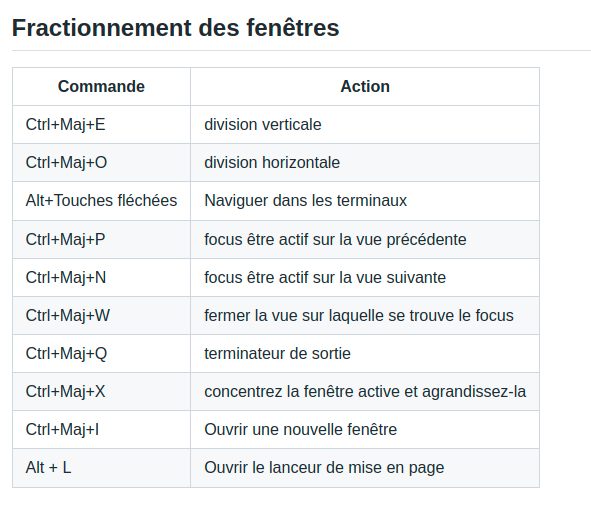 Fractionnement des fenêtres
Commande Action
Ctrl+Maj+E division verticale
Ctrl+Maj+O division horizontale
Alt+Touches fléchées Naviguer dans les terminaux
Ctrl+Maj+P focus être actif sur la vue précédente
Ctrl+Maj+N focus être actif sur la vue suivante
Ctrl+Maj+W fermer la vue sur laquelle se trouve le focus
Ctrl+Maj+Q terminateur de sortie
Ctrl+Maj+X concentrez la fenêtre active et agrandissez-la
Ctrl+Maj+I Ouvrir une nouvelle fenêtre
Alt + L Ouvrir le lanceur de mise en page